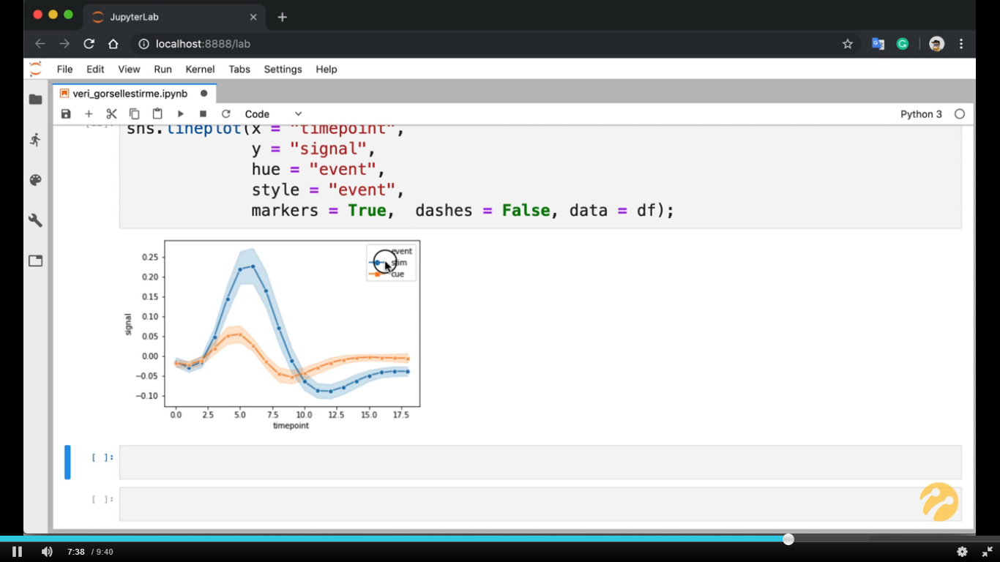 JupyterLab
localhost:8888/lab
File Edit View Run Kernel Tabs Settings Help
veri_gorsellestirme.ipynb
Code
Python 3
sns.lineplot(x = "timepoint",
y = "signal",
hue = "event",
style = "event",
markers = True, dashes = False, data = df);
event
stim
cue
0.25
0.20
0.15
0.10
0.05
0.00
−0.05
−0.10
signal
0.0 2.5 5.0 7.5 10.0 12.5 15.0 17.5
timepoint
[ ]:
[ ]:
7:38 / 9:40